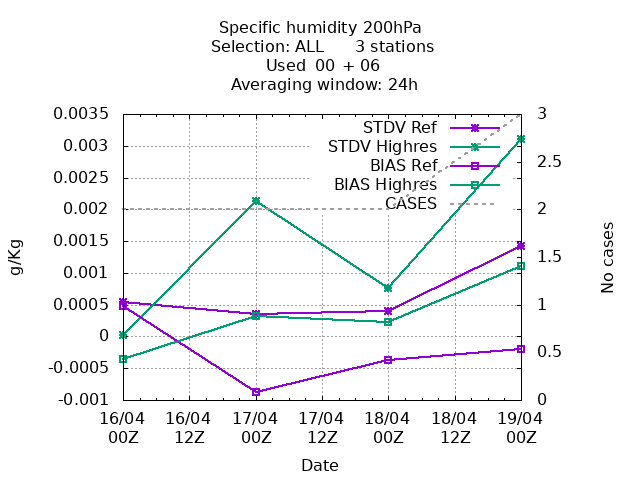 Specific humidity 200hPa
Selection: ALL 3 stations
Used 00 + 06
Averaging window: 24h
STDV Ref
STDV Highres
BIAS Ref
BIAS Highres
CASES
g/Kg
0.0035
0.003
0.0025
0.002
0.0015
0.001
0.0005
0
-0.0005
-0.001
No cases
3
2.5
2
1.5
1
0.5
0
16/04 16/04 17/04 17/04 18/04 18/04 19/04
00Z 12Z 00Z 12Z 00Z 12Z 00Z
Date